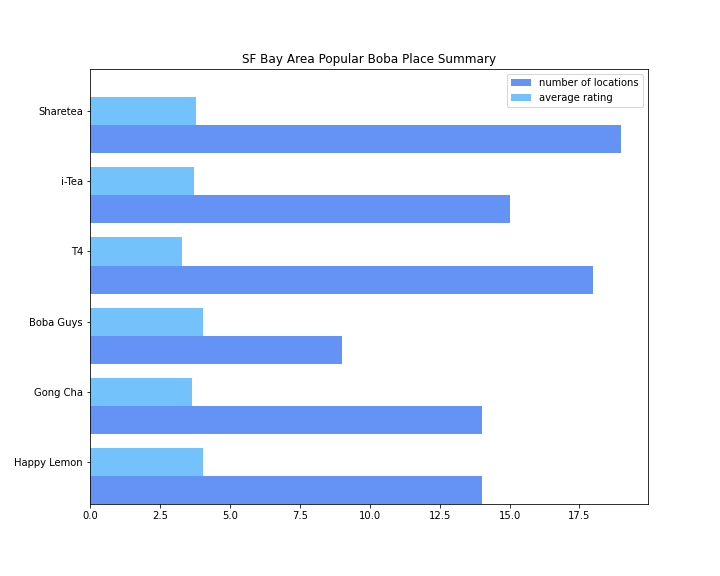 SF Bay Area Popular Boba Place Summary
number of locations
average rating
Sharetea
i-Tea
T4
Boba Guys
Gong Cha
Happy Lemon
0.0 2.5 5.0 7.5 10.0 12.5 15.0 17.5